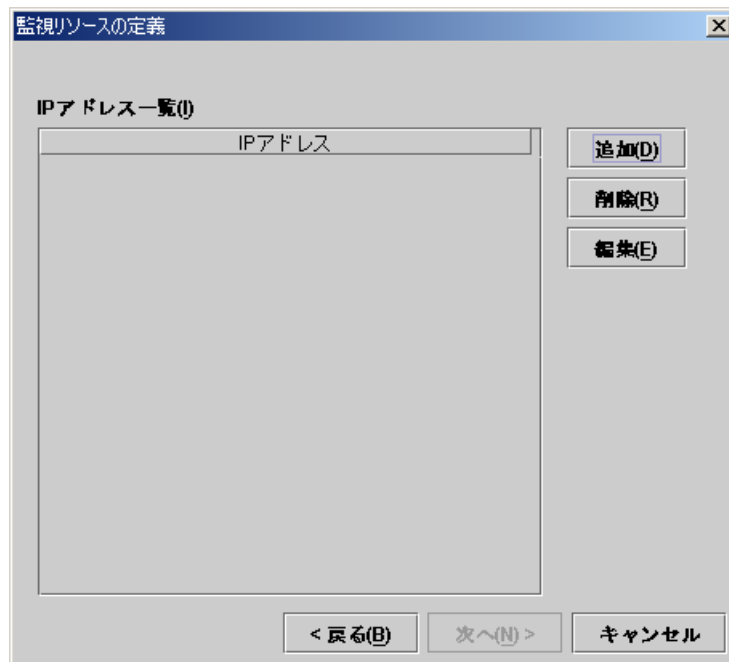 監視リソースの定義
IPアドレス一覧(I)
IPアドレス
追加(D)
削除(R)
編集(E)
< 戻る(B)
次へ(N) >
キャンセル